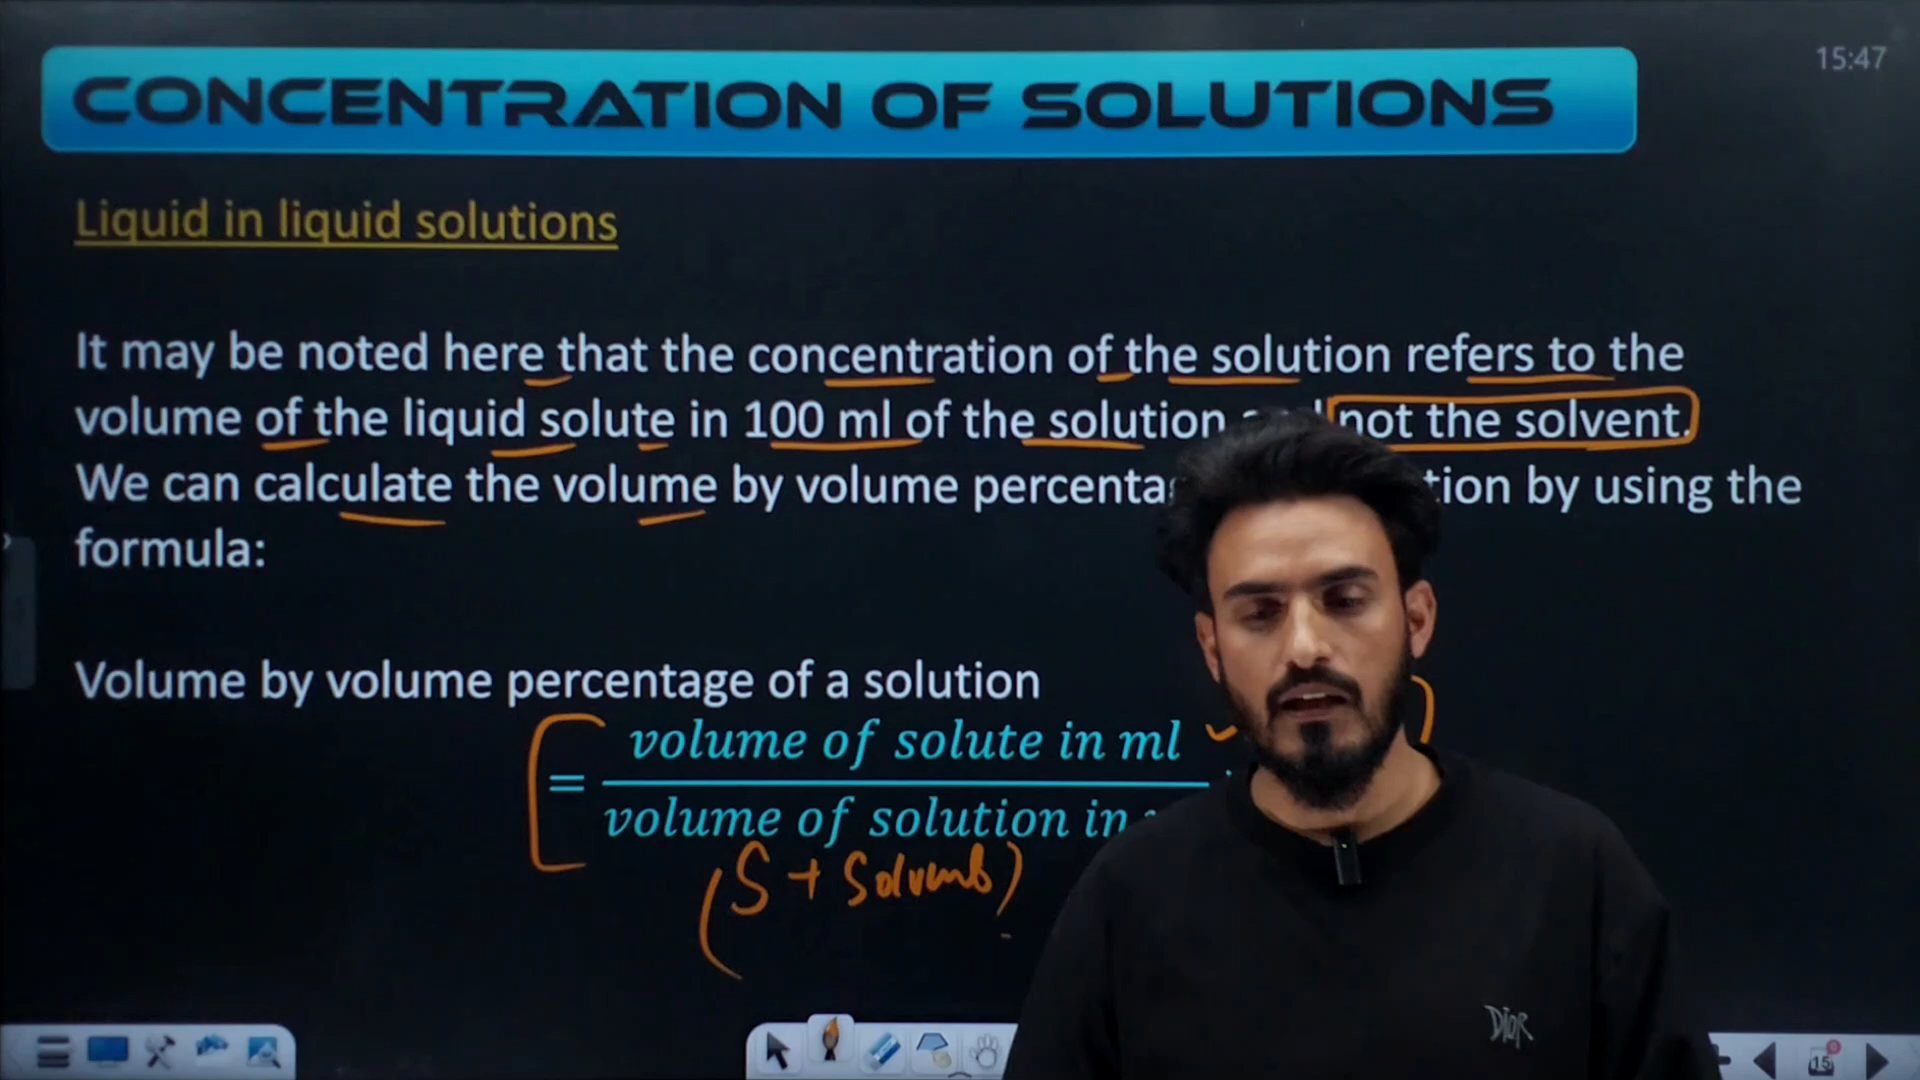 15:47
CONCENTRATION OF SOLUTIONS
Liquid in liquid solutions
It may be noted here that the concentration of the solution refers to the
volume of the liquid solute in 100 ml of the solution not the solvent.
We can calculate the volume by volume by using the
formula:
Volume by volume percentage of a solution
= volume of solute in ml
volume of solution in
(S + Solvent)
DIOR
15